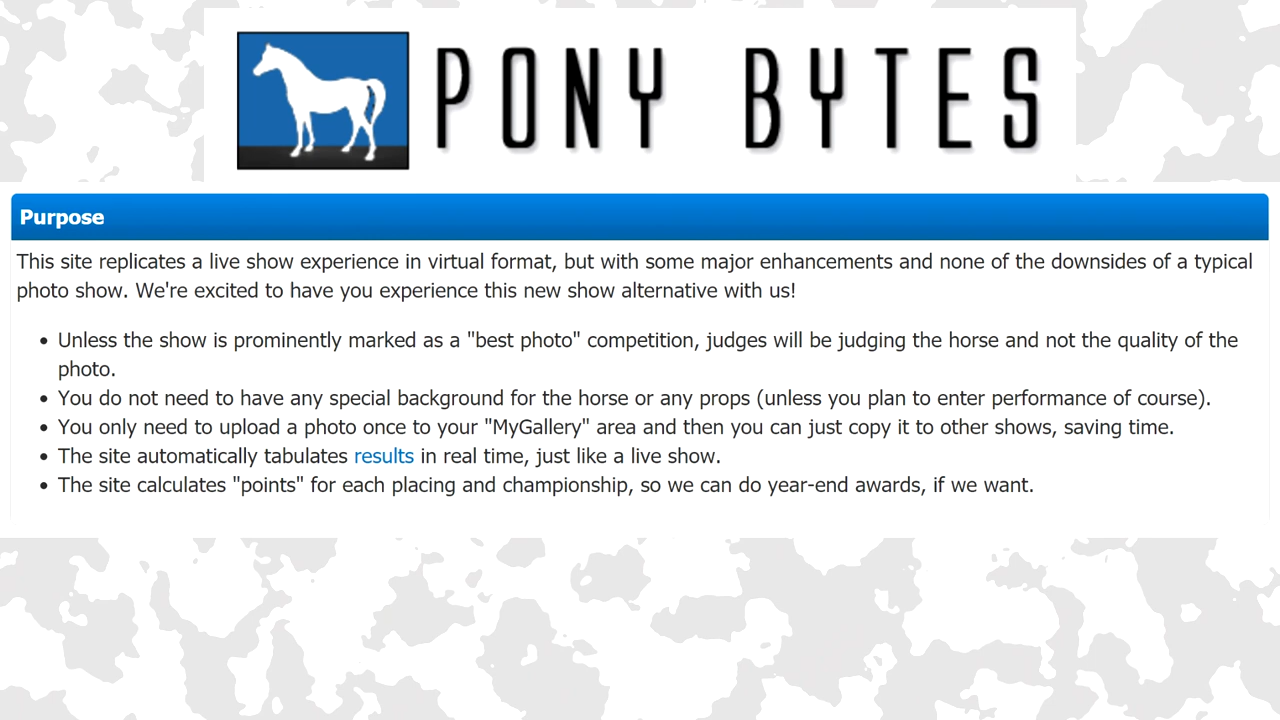 PONY BYTES
Purpose
This site replicates a live show experience in virtual format, but with some major enhancements and none of the downsides of a typical
photo show. We're excited to have you experience this new show alternative with us!
• Unless the show is prominently marked as a "best photo" competition, judges will be judging the horse and not the quality of the
photo.
• You do not need to have any special background for the horse or any props (unless you plan to enter performance of course).
• You only need to upload a photo once to your "MyGallery" area and then you can just copy it to other shows, saving time.
• The site automatically tabulates results in real time, just like a live show.
• The site calculates "points" for each placing and championship, so we can do year-end awards, if we want.